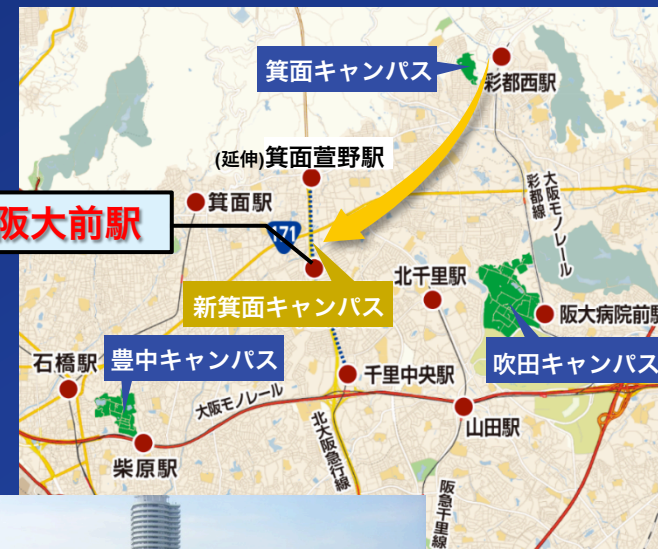 箕面キャンパス
彩都西駅
(延伸)箕面萱野駅
大阪モノレール
彩都線
箕面駅
阪大前駅
171
北千里駅
新箕面キャンパス
阪大病院前駅
石橋駅
豊中キャンパス
千里中央駅
吹田キャンパス
大阪モノレール
山田駅
北大阪急行線
柴原駅
阪急千里線